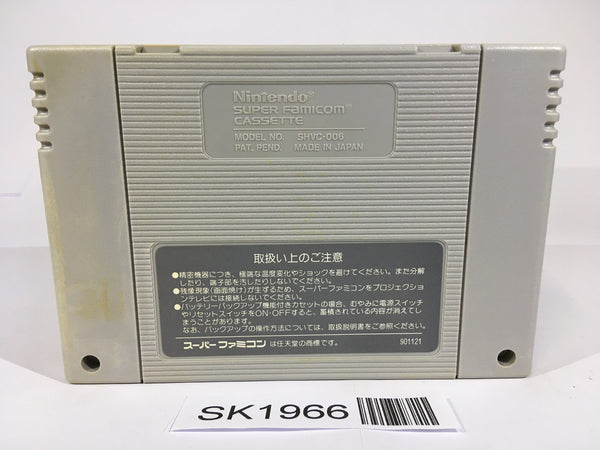 Nintendo®
SUPER FAMICOM®
CASSETTE
MODEL NO. SHVC-006
PAT. PEND. MADE IN JAPAN
取扱い上のご注意
●精密機器につき、極端な温度変化やショックを避けてください。また分解
したり、端子部を汚したりしないでください。
●残像現象(画面焼け)が生ずるため、スーパーファミコンをプロジェクショ
ンテレビには接続しないでください。
●バッテリーバックアップ機能付きカセットの場合、むやみに電源スイッチ
やリセットスイッチをON・OFFすると、蓄積されている内容が消えてし
まうことがあります。
なお、バックアップの操作方法については、取扱説明書をご参照ください。
スーパーファミコン は任天堂の商標です。 901121
SK1966